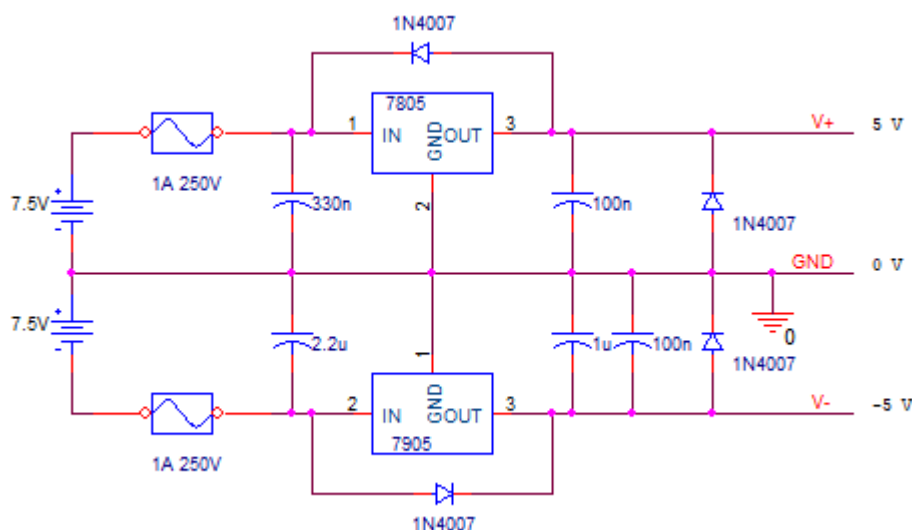 1N4007
7805
1 IN GND OUT 3
V+ 5 V
1A 250V
7.5V
+
-
330n
2
100n
1N4007
GND 0 V
7.5V
+
-
2.2u
1
1u
100n
1N4007
0
2 IN GND OUT 3
V- -5 V
7905
1A 250V
1N4007